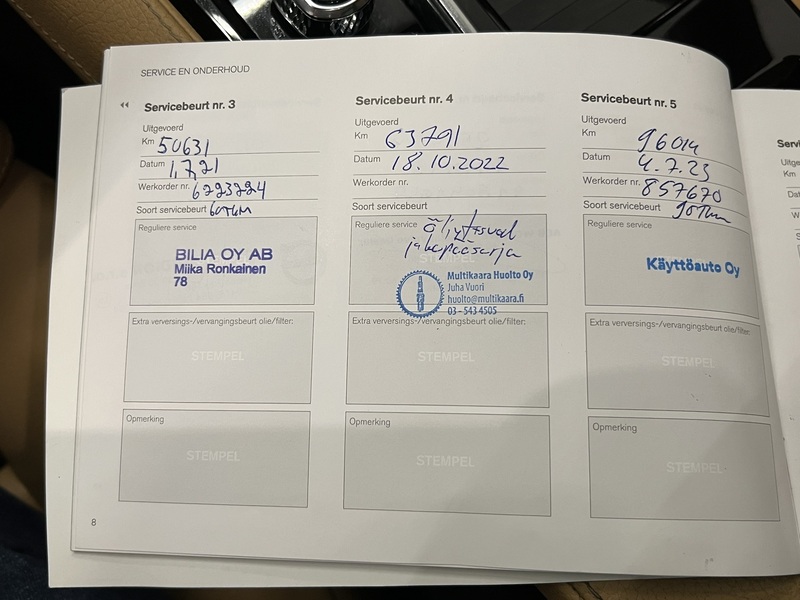 SERVICE EN ONDERHOUD
Servicebeurt nr. 3
Uitgevoerd
Km 50631
Datum 1,7,21
Werkorder nr. 6723224
Soort servicebeurt 60TKM
Reguliere service
BILIA OY AB
Miika Ronkainen
78
Extra verversings-/vervangingsbeurt olie/filter:
STEMPEL
Opmerking
STEMPEL
8
Servicebeurt nr. 4
Uitgevoerd
Km 63791
Datum 18.10.2022
Werkorder nr.
Soort servicebeurt
Reguliere service
Multikaara Huolto Oy
Juha Vuori
huolto@multikaara.fi
03 - 543 4505
Extra verversings-/vervangingsbeurt olie/filter:
STEMPEL
Opmerking
STEMPEL
Servicebeurt nr. 5
Uitgevoerd
Km 96014
Datum 4.7.23
Werkorder nr. 857670
Soort servicebeurt 90TKm
Reguliere service
Käyttöauto Oy
Extra verversings-/vervangingsbeurt olie/filter:
STEMPEL
Opmerking
STEMPEL